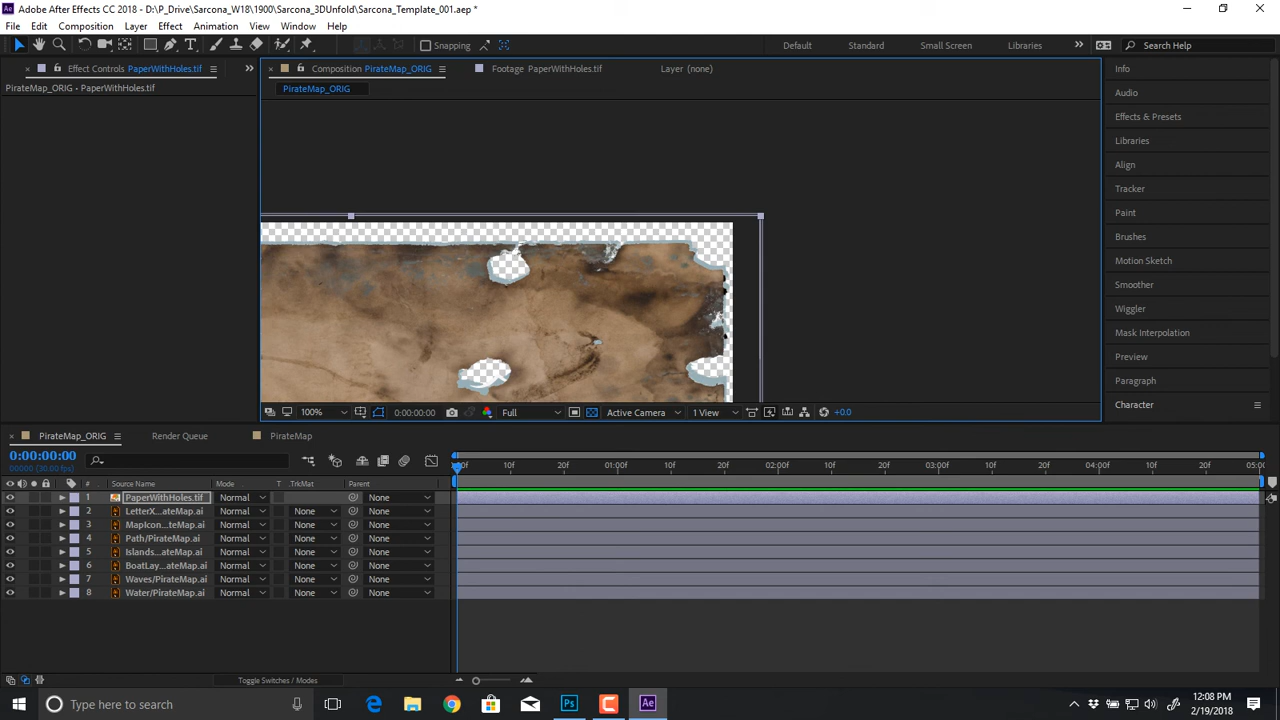 Adobe After Effects CC 2018 - D:\P_Drive\Sarcona_W18\1900\Sarcona_3DUnfold\Sarcona_Template_001.aep *
File Edit Composition Layer Effect Animation View Window Help
Snapping Default Standard Small Screen Libraries Search Help
Effect Controls PaperWithHoles.tif Composition PirateMap_ORIG Footage PaperWithHoles.tif Layer (none) Info
PirateMap_ORIG • PaperWithHoles.tif PirateMap_ORIG
Audio
Effects & Presets
Libraries
Align
Tracker
Paint
Brushes
Motion Sketch
Smoother
Wiggler
Mask Interpolation
Preview
Paragraph
Character
100% 0:00:00:00 Full Active Camera 1 View +0.0
PirateMap_ORIG Render Queue PirateMap
0:00:00:00
00000 (30.00 fps)
:00f 10f 20f 01:00f 10f 20f 02:00f 10f 20f 03:00f 10f 20f 04:00f 10f 20f 05:00
# Source Name Mode T .TrkMat Parent
1 PaperWithHoles.tif Normal None
2 LetterX...ateMap.ai Normal None None
3 MapIcon...teMap.ai Normal None None
4 Path/PirateMap.ai Normal None None
5 Islands...ateMap.ai Normal None None
6 BoatLay...ateMap.ai Normal None None
7 Waves/PirateMap.ai Normal None None
8 Water/PirateMap.ai Normal None None
Toggle Switches / Modes
Type here to search Ps Ae 12:08 PM
2/19/2018